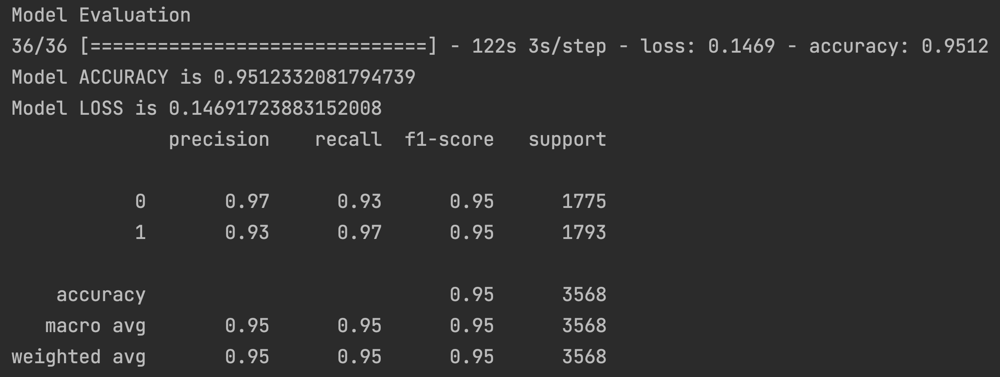 Model Evaluation
36/36 [==============================] - 122s 3s/step - loss: 0.1469 - accuracy: 0.9512
Model ACCURACY is 0.9512332081794739
Model LOSS is 0.14691723883152008
precision recall f1-score support
0 0.97 0.93 0.95 1775
1 0.93 0.97 0.95 1793
accuracy 0.95 3568
macro avg 0.95 0.95 0.95 3568
weighted avg 0.95 0.95 0.95 3568